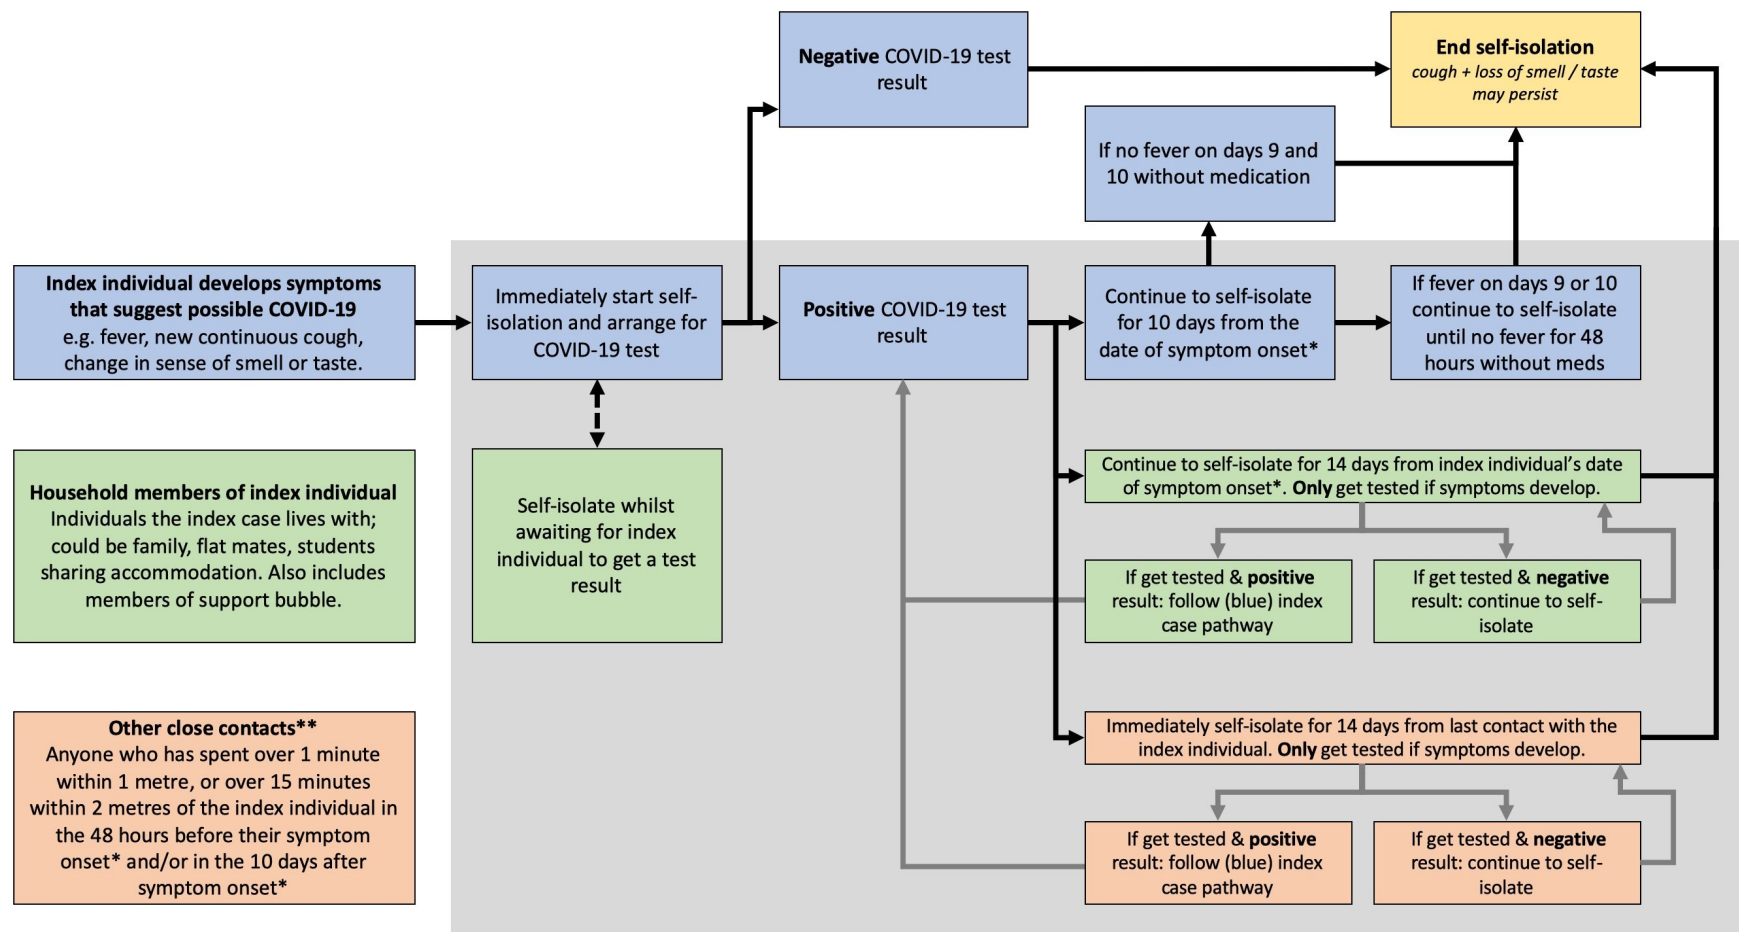 Negative COVID-19 test
result
End self-isolation
cough + loss of smell / taste
may persist
If no fever on days 9 and
10 without medication
Index individual develops symptoms
that suggest possible COVID-19
e.g. fever, new continuous cough,
change in sense of smell or taste.
Immediately start self-
isolation and arrange for
COVID-19 test
Positive COVID-19 test
result
Continue to self-isolate
for 10 days from the
date of symptom onset*
If fever on days 9 or 10
continue to self-isolate
until no fever for 48
hours without meds
Household members of index individual
Individuals the index case lives with;
could be family, flat mates, students
sharing accommodation. Also includes
members of support bubble.
Self-isolate whilst
awaiting for index
individual to get a test
result
Continue to self-isolate for 14 days from index individual's date
of symptom onset*. Only get tested if symptoms develop.
If get tested & positive
result: follow (blue) index
case pathway
If get tested & negative
result: continue to self-
isolate
Other close contacts**
Anyone who has spent over 1 minute
within 1 metre, or over 15 minutes
within 2 metres of the index individual in
the 48 hours before their symptom
onset* and/or in the 10 days after
symptom onset*
Immediately self-isolate for 14 days from last contact with the
index individual. Only get tested if symptoms develop.
If get tested & positive
result: follow (blue) index
case pathway
If get tested & negative
result: continue to self-
isolate